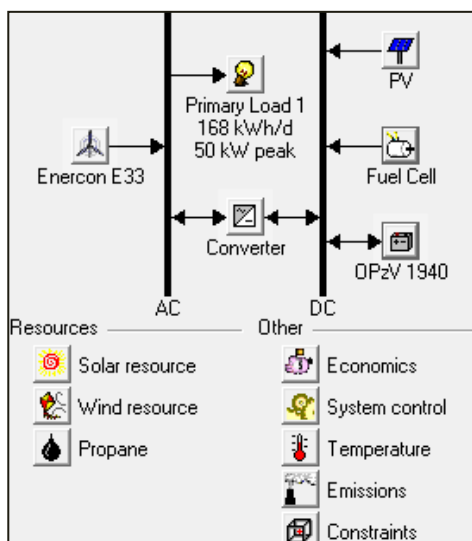 PV
Primary Load 1
168 kWh/d
50 kW peak
Enercon E33
Fuel Cell
Converter
OPzV 1940
AC
DC
Resources
Other
Solar resource
Economics
Wind resource
System control
Propane
Temperature
Emissions
Constraints